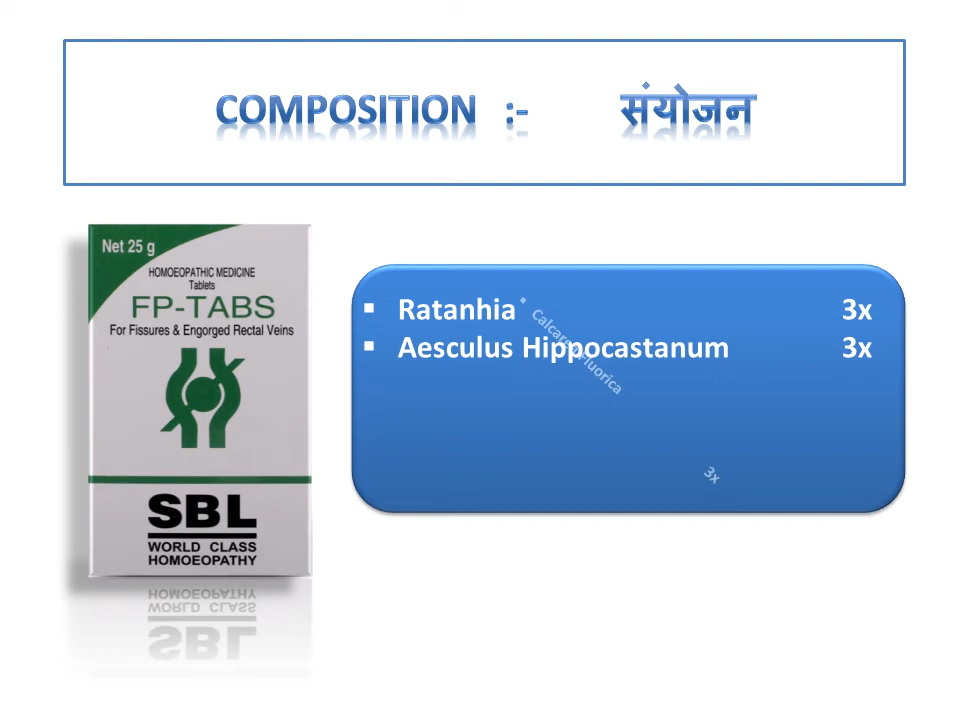 COMPOSITION :- संयोजन
Net 25 g
HOMOEOPATHIC MEDICINE
Tablets
FP-TABS
For Fissures & Engorged Rectal Veins
SBL
WORLD CLASS
HOMOEOPATHY
▪ Ratanhia 3x
▪ Aesculus Hippocastanum 3x
▪ Calcarea Fluorica 3x